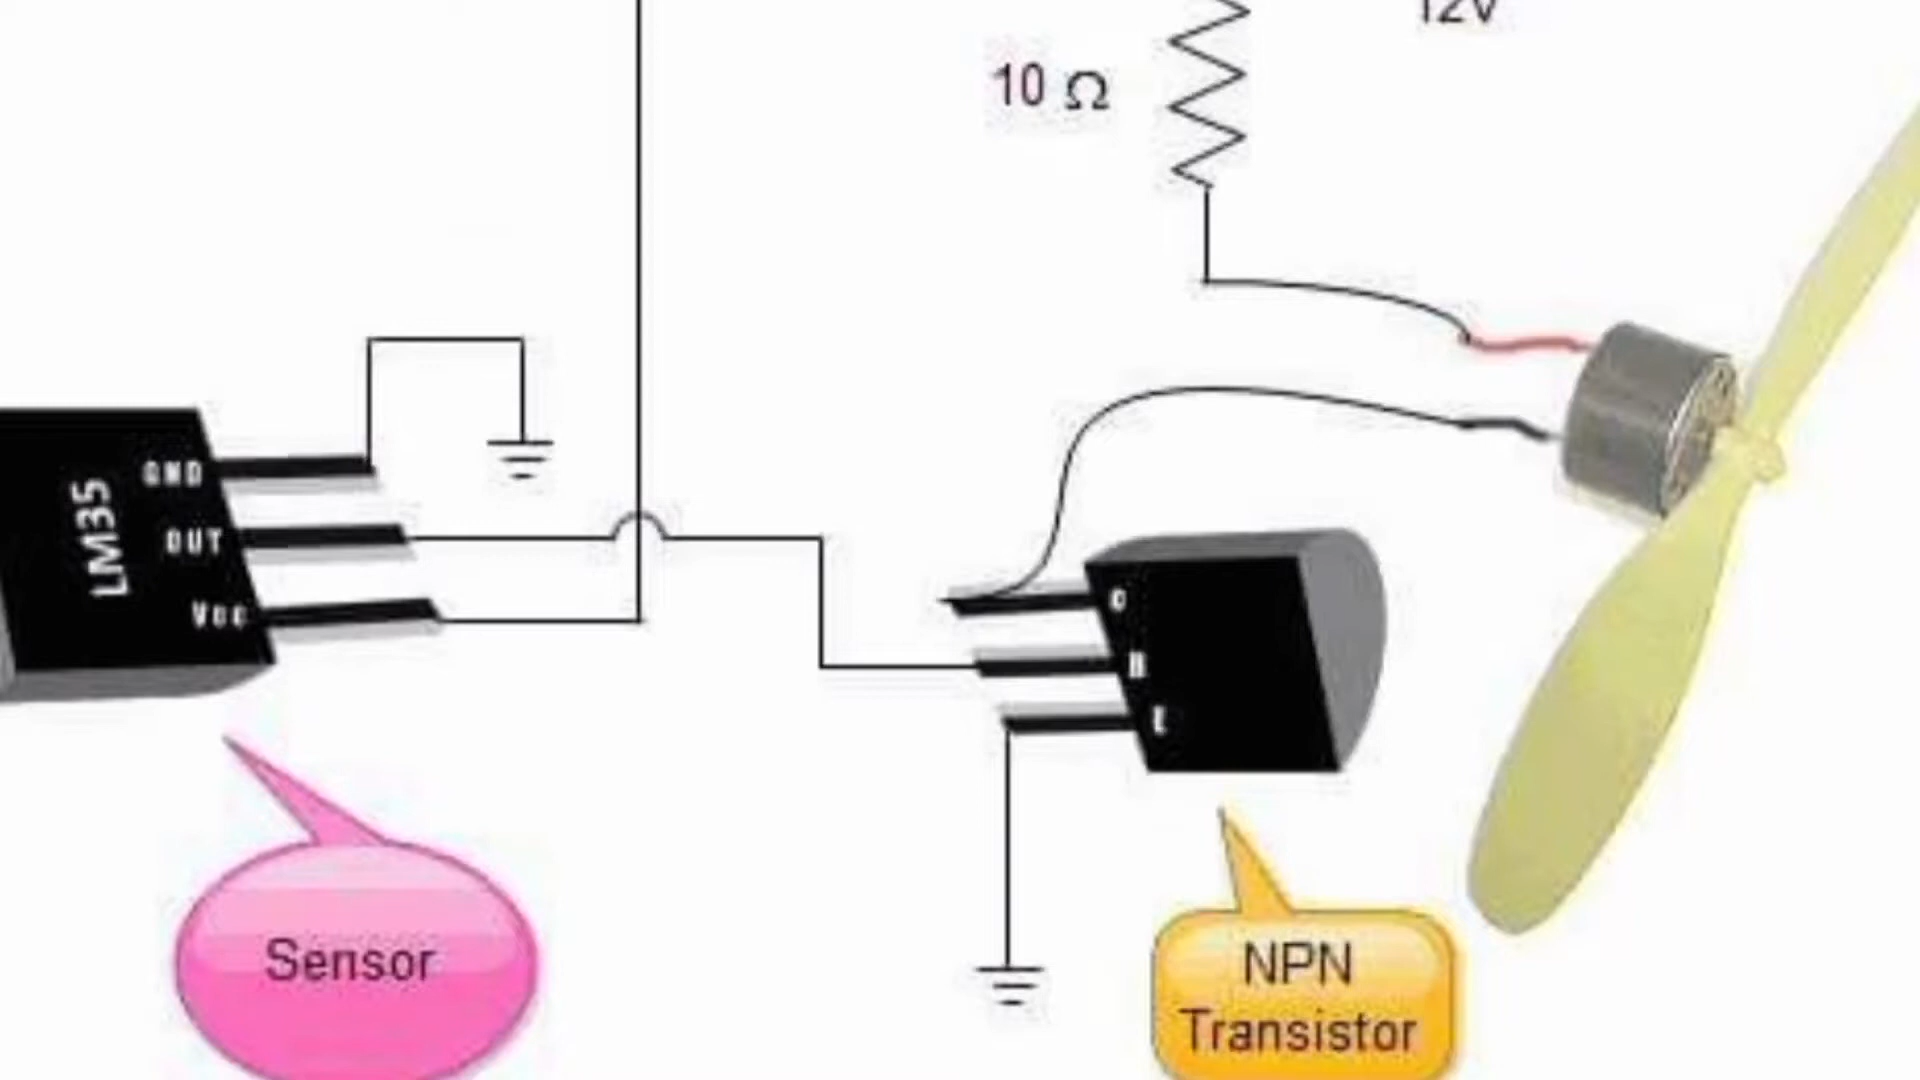 12V
10 Ω
GND
LM35
OUT
Vcc
C
B
E
Sensor
NPN
Transistor